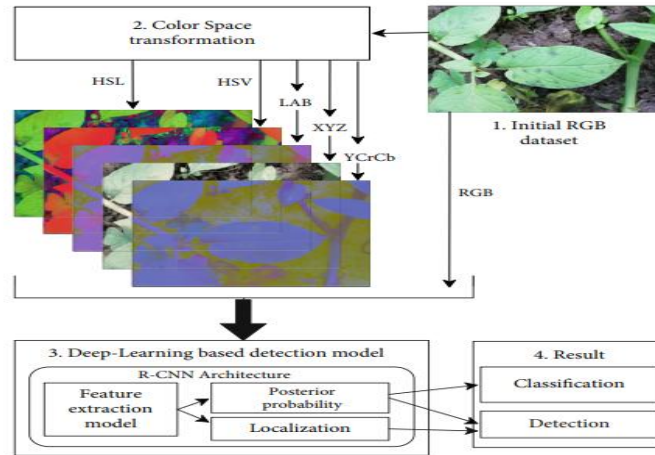 2. Color Space
transformation
1. Initial RGB
dataset
HSL
HSV
LAB
XYZ
YCrCb
RGB
3. Deep-Learning based detection model
R-CNN Architecture
Feature
extraction
model
Posterior
probability
Localization
4. Result
Classification
Detection